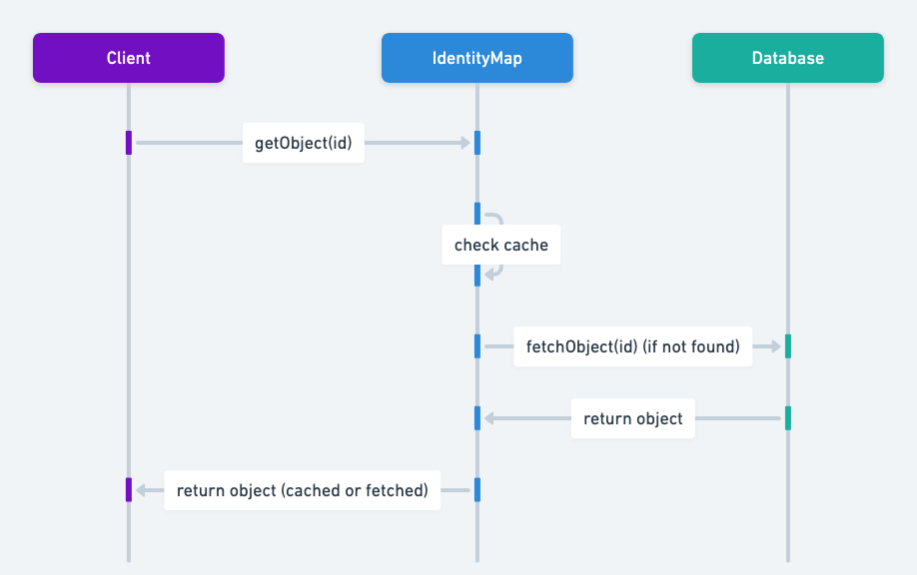 Client
IdentityMap
Database
getObject(id)
check cache
fetchObject(id) (if not found)
return object
return object (cached or fetched)